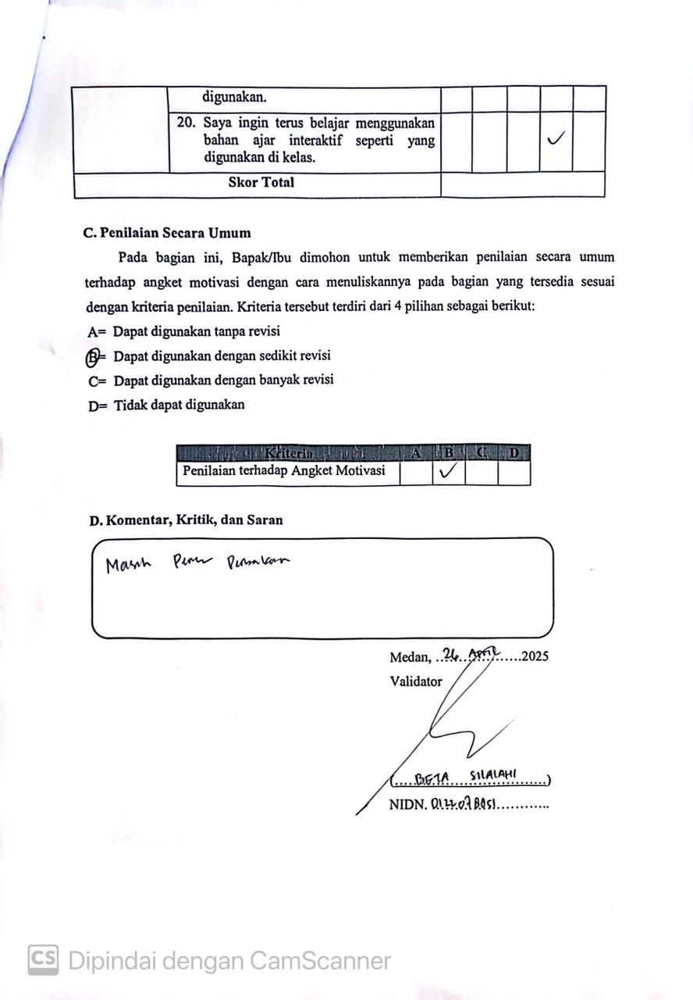 digunakan.
20. Saya ingin terus belajar menggunakan
bahan ajar interaktif seperti yang
digunakan di kelas.
✓
Skor Total
C. Penilaian Secara Umum
Pada bagian ini, Bapak/Ibu dimohon untuk memberikan penilaian secara umum
terhadap angket motivasi dengan cara menuliskannya pada bagian yang tersedia sesuai
dengan kriteria penilaian. Kriteria tersebut terdiri dari 4 pilihan sebagai berikut:
A= Dapat digunakan tanpa revisi
B= Dapat digunakan dengan sedikit revisi
C= Dapat digunakan dengan banyak revisi
D= Tidak dapat digunakan
Kriteria A B C D
Penilaian terhadap Angket Motivasi ✓
D. Komentar, Kritik, dan Saran
Masih Perlu
Medan, ..26..April.......2025
Validator
(.....BETA SILALAHI.......)
NIDN.
CS Dipindai dengan CamScanner